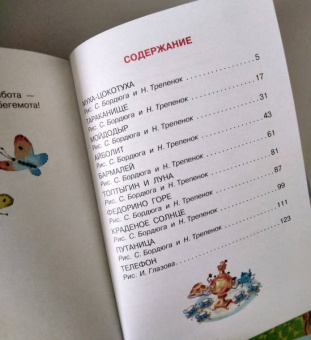 абота —
бегемота!
СОДЕРЖАНИЕ
МУХА-ЦОКОТУХА
Рис. С. Бордюга и Н. Трепенок 5
ТАРАКАНИЩЕ
Рис. С. Бордюга и Н. Трепенок 17
МОЙДОДЫР
Рис. С. Бордюга и Н. Трепенок 31
АЙБОЛИТ
Рис. С. Бордюга и Н. Трепенок 43
БАРМАЛЕЙ
Рис. С. Бордюга и Н. Трепенок 61
ТОПТЫГИН И ЛУНА
Рис. С. Бордюга и Н. Трепенок 77
ФЕДОРИНО ГОРЕ
Рис. С. Бордюга и Н. Трепенок 87
КРАДЕНОЕ СОЛНЦЕ
Рис. С. Бордюга и Н. Трепенок 99
ПУТАНИЦА
Рис. С. Бордюга и Н. Трепенок 111
ТЕЛЕФОН
Рис. И. Глазова 123